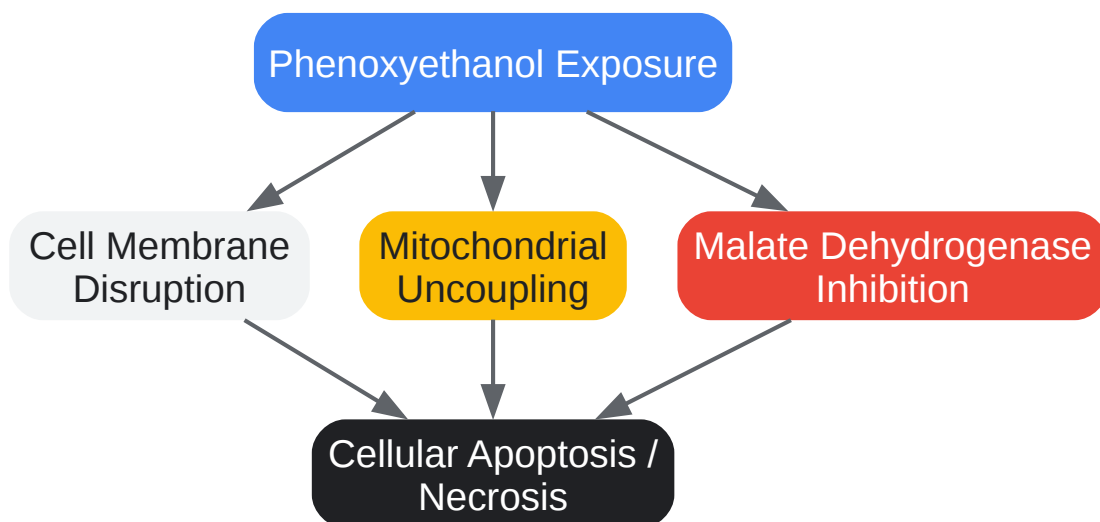 Phenoxyethanol Exposure
Cell Membrane
Disruption
Mitochondrial
Uncoupling
Malate Dehydrogenase
Inhibition
Cellular Apoptosis /
Necrosis